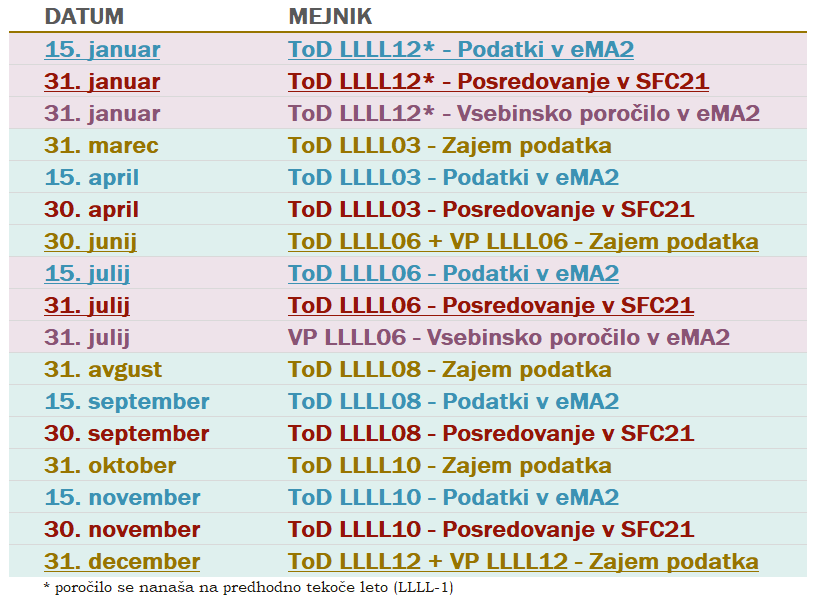 DATUM MEJNIK
15. januar ToD LLLL12* - Podatki v eMA2
31. januar ToD LLLL12* - Posredovanje v SFC21
31. januar ToD LLLL12* - Vsebinsko poročilo v eMA2
31. marec ToD LLLL03 - Zajem podatka
15. april ToD LLLL03 - Podatki v eMA2
30. april ToD LLLL03 - Posredovanje v SFC21
30. junij ToD LLLL06 + VP LLLL06 - Zajem podatka
15. julij ToD LLLL06 - Podatki v eMA2
31. julij ToD LLLL06 - Posredovanje v SFC21
31. julij VP LLLL06 - Vsebinsko poročilo v eMA2
31. avgust ToD LLLL08 - Zajem podatka
15. september ToD LLLL08 - Podatki v eMA2
30. september ToD LLLL08 - Posredovanje v SFC21
31. oktober ToD LLLL10 - Zajem podatka
15. november ToD LLLL10 - Podatki v eMA2
30. november ToD LLLL10 - Posredovanje v SFC21
31. december ToD LLLL12 + VP LLLL12 - Zajem podatka
* poročilo se nanaša na predhodno tekoče leto (LLLL-1)